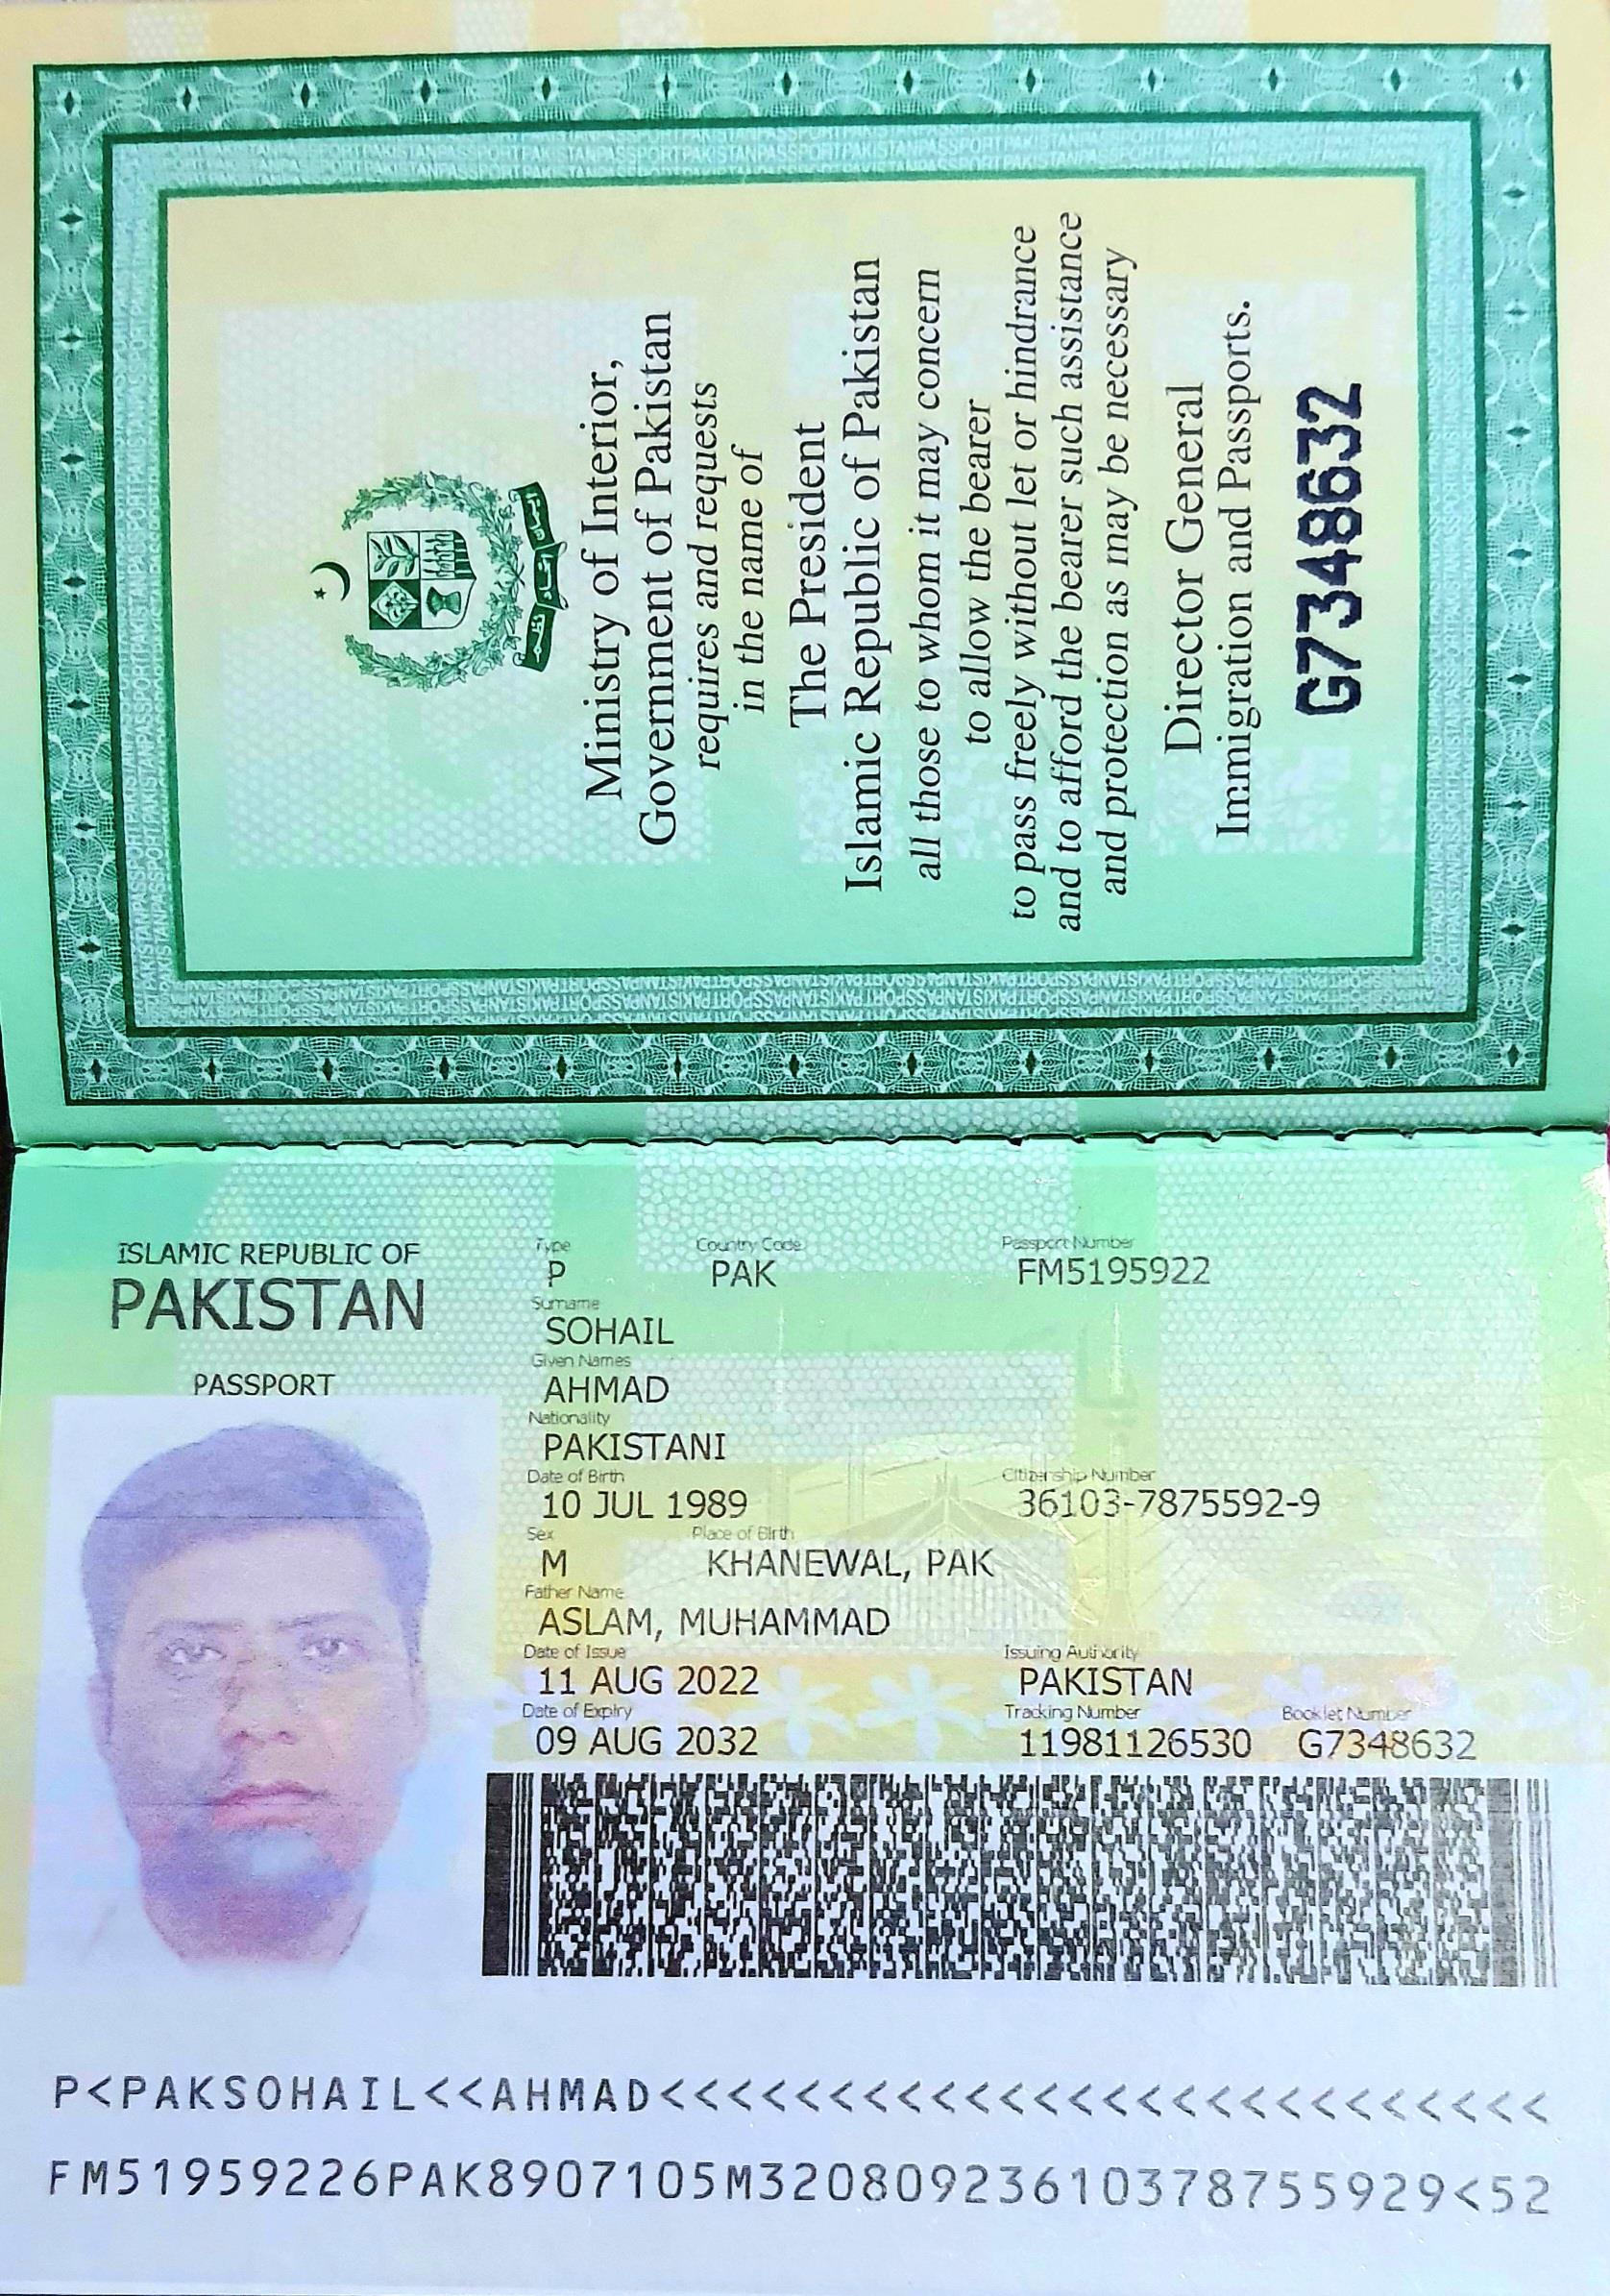 Ministry of Interior,
Government of Pakistan
requires and requests
in the name of
The President
Islamic Republic of Pakistan
all those to whom it may concern
to allow the bearer
to pass freely without let or hindrance
and to afford the bearer such assistance
and protection as may be necessary
Director General
Immigration and Passports.
G7348632
ISLAMIC REPUBLIC OF
PAKISTAN
PASSPORT
Type Country Code Passport Number
P PAK FM5195922
Surname
SOHAIL
Given Names
AHMAD
Nationality
PAKISTANI
Date of Birth Citizenship Number
10 JUL 1989 36103-7875592-9
Sex Place of Birth
M KHANEWAL, PAK
Father Name
ASLAM, MUHAMMAD
Date of Issue Issuing Authority
11 AUG 2022 PAKISTAN
Date of Expiry Tracking Number Booklet Number
09 AUG 2032 11981126530 G7348632
P<PAKSOHAIL<<AHMAD<<<<<<<<<<<<<<<<<<<<<<<<<<
FM51959226PAK8907105M32080923610378755929<52